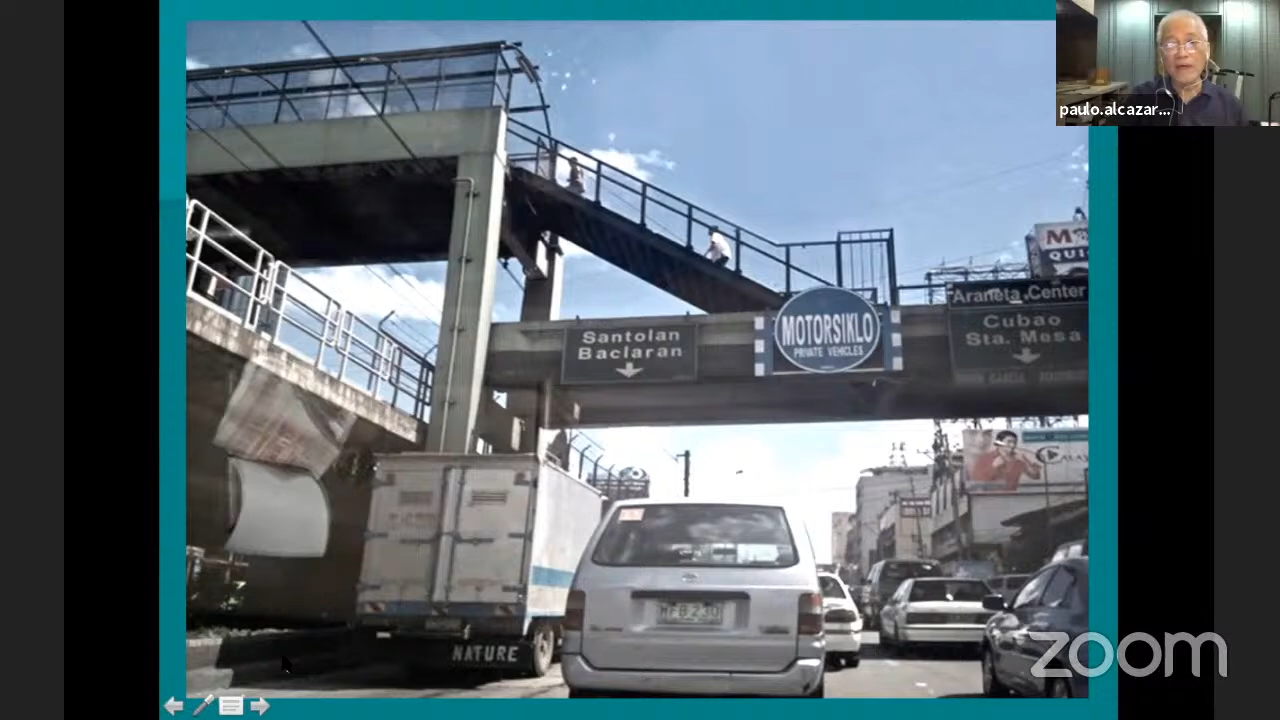 paulo.alcazar...
Santolan
Baclaran
MOTORSIKLO
PRIVATE VEHICLES
Araneta Center
Cubao
Sta. Mesa
NATURE
zoom